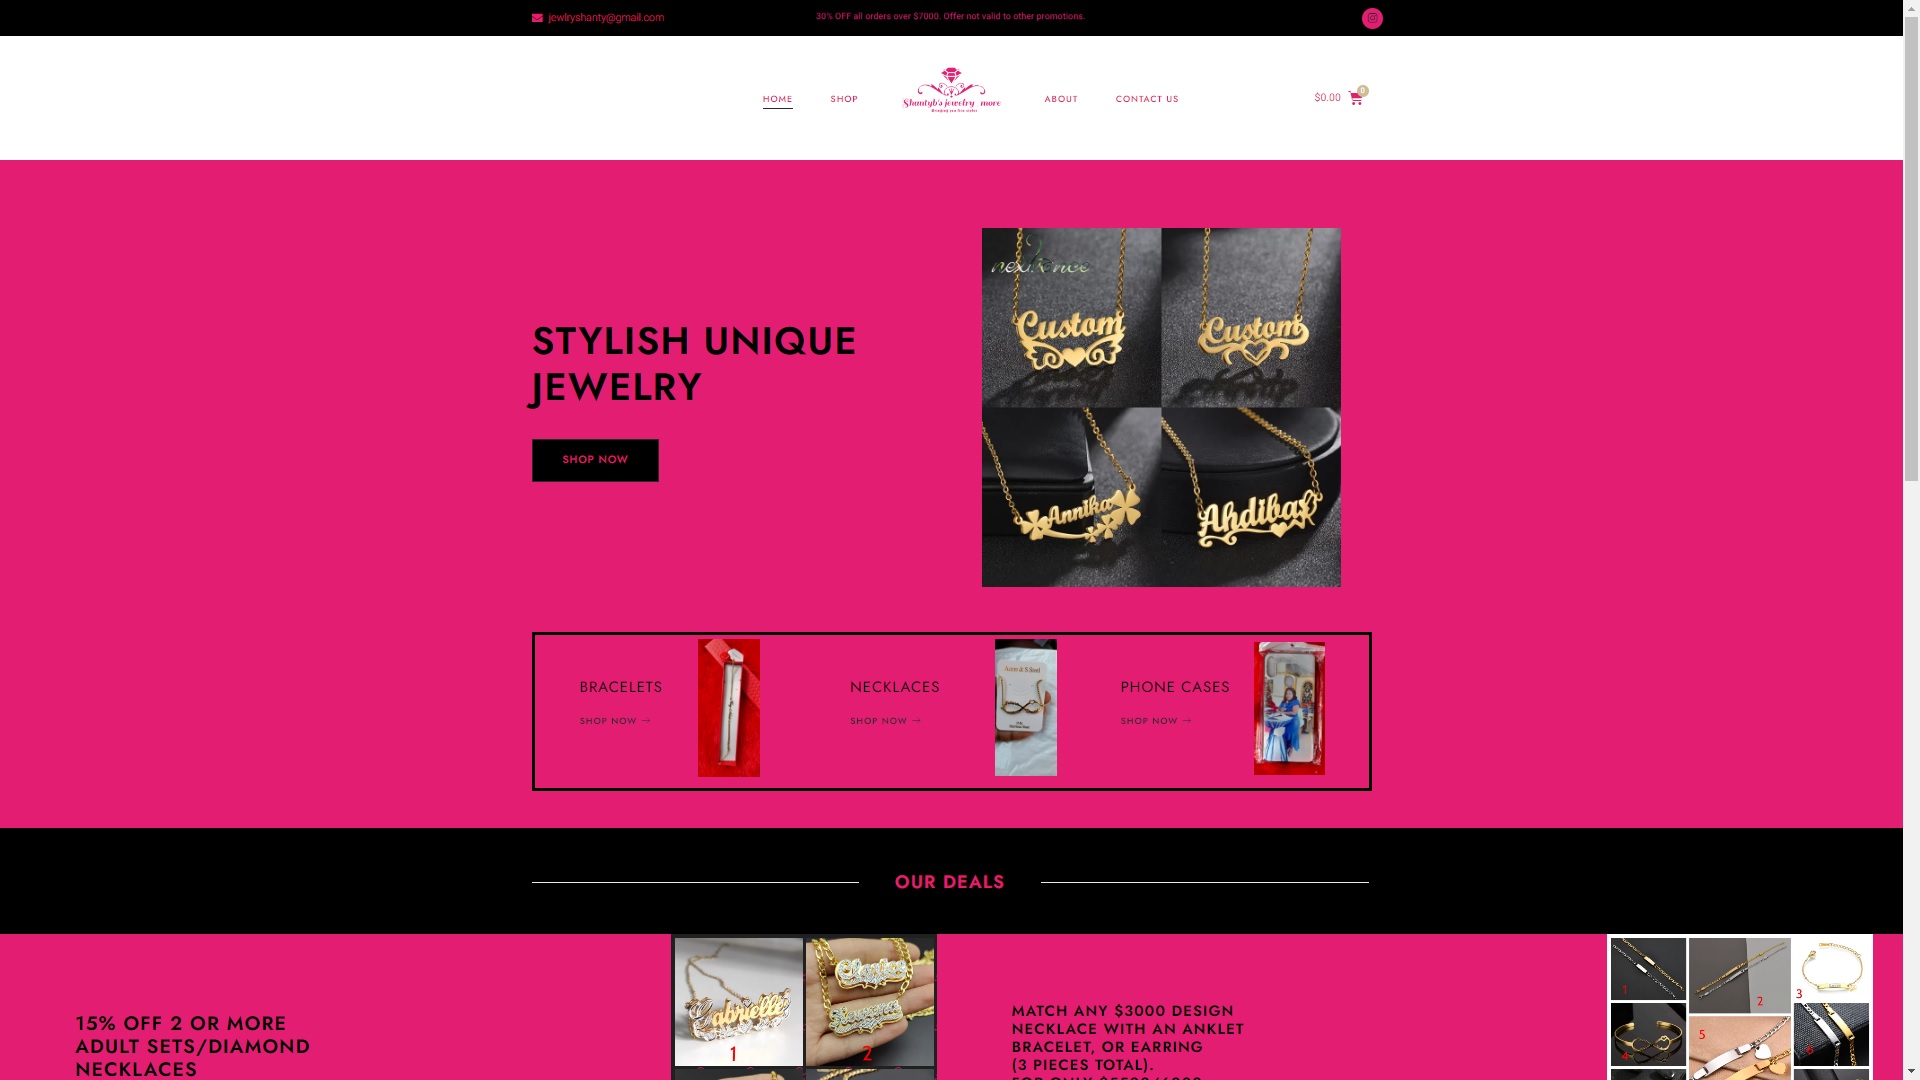 jewlryshanty@gmail.com
30% OFF all orders over $7000. Offer not valid to other promotions.
HOME
SHOP
Shantyb's jewelry more
ABOUT
CONTACT US
$0.00
0
STYLISH UNIQUE
JEWELRY
SHOP NOW
Custom
Custom
Annika
BRACELETS
SHOP NOW →
NECKLACES
SHOP NOW →
PHONE CASES
SHOP NOW →
OUR DEALS
15% OFF 2 OR MORE
ADULT SETS/DIAMOND
NECKLACES
Gabrielle
1
2
MATCH ANY $3000 DESIGN
NECKLACE WITH AN ANKLET
BRACELET, OR EARRING
(3 PIECES TOTAL).
1
2
3
4
5
6